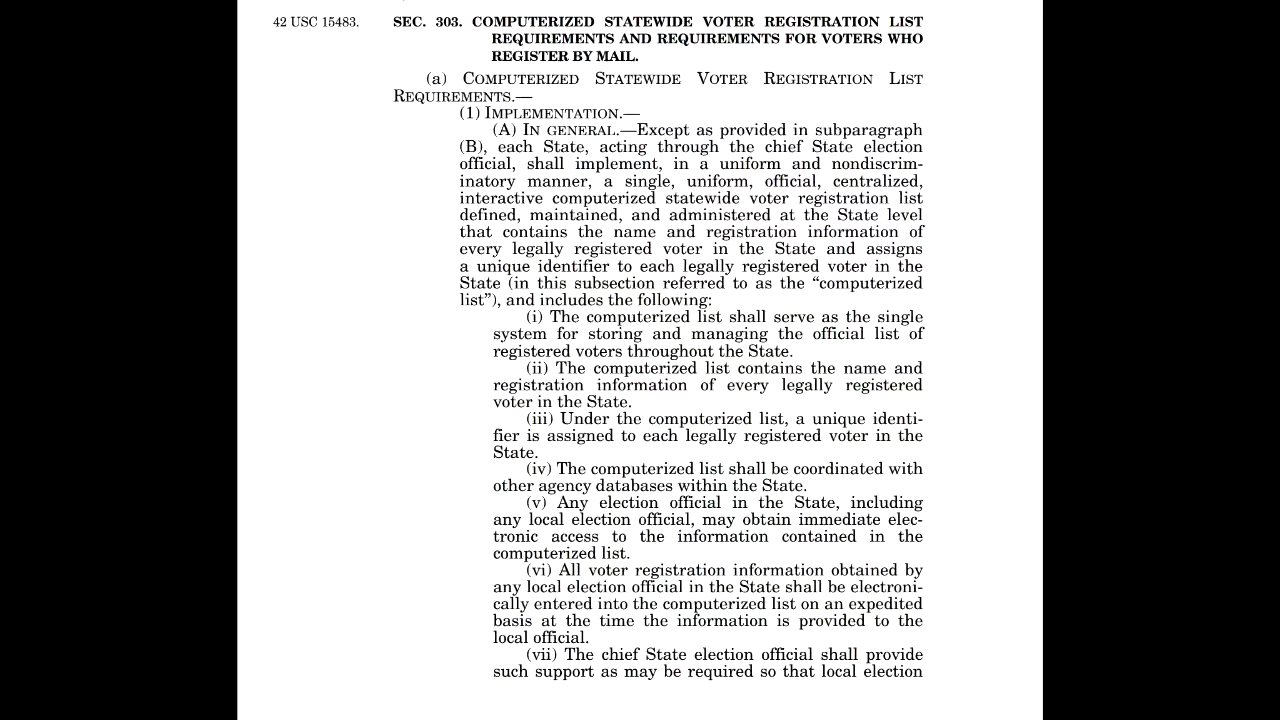 42 USC 15483.
SEC. 303. COMPUTERIZED STATEWIDE VOTER REGISTRATION LIST
REQUIREMENTS AND REQUIREMENTS FOR VOTERS WHO
REGISTER BY MAIL.
(a) COMPUTERIZED STATEWIDE VOTER REGISTRATION LIST
REQUIREMENTS.—
(1) IMPLEMENTATION.—
(A) IN GENERAL.—Except as provided in subparagraph
(B), each State, acting through the chief State election
official, shall implement, in a uniform and nondiscrim-
inatory manner, a single, uniform, official, centralized,
interactive computerized statewide voter registration list
defined, maintained, and administered at the State level
that contains the name and registration information of
every legally registered voter in the State and assigns
a unique identifier to each legally registered voter in the
State (in this subsection referred to as the “computerized
list”), and includes the following:
(i) The computerized list shall serve as the single
system for storing and managing the official list of
registered voters throughout the State.
(ii) The computerized list contains the name and
registration information of every legally registered
voter in the State.
(iii) Under the computerized list, a unique identi-
fier is assigned to each legally registered voter in the
State.
(iv) The computerized list shall be coordinated with
other agency databases within the State.
(v) Any election official in the State, including
any local election official, may obtain immediate elec-
tronic access to the information contained in the
computerized list.
(vi) All voter registration information obtained by
any local election official in the State shall be electroni-
cally entered into the computerized list on an expedited
basis at the time the information is provided to the
local official.
(vii) The chief State election official shall provide
such support as may be required so that local election